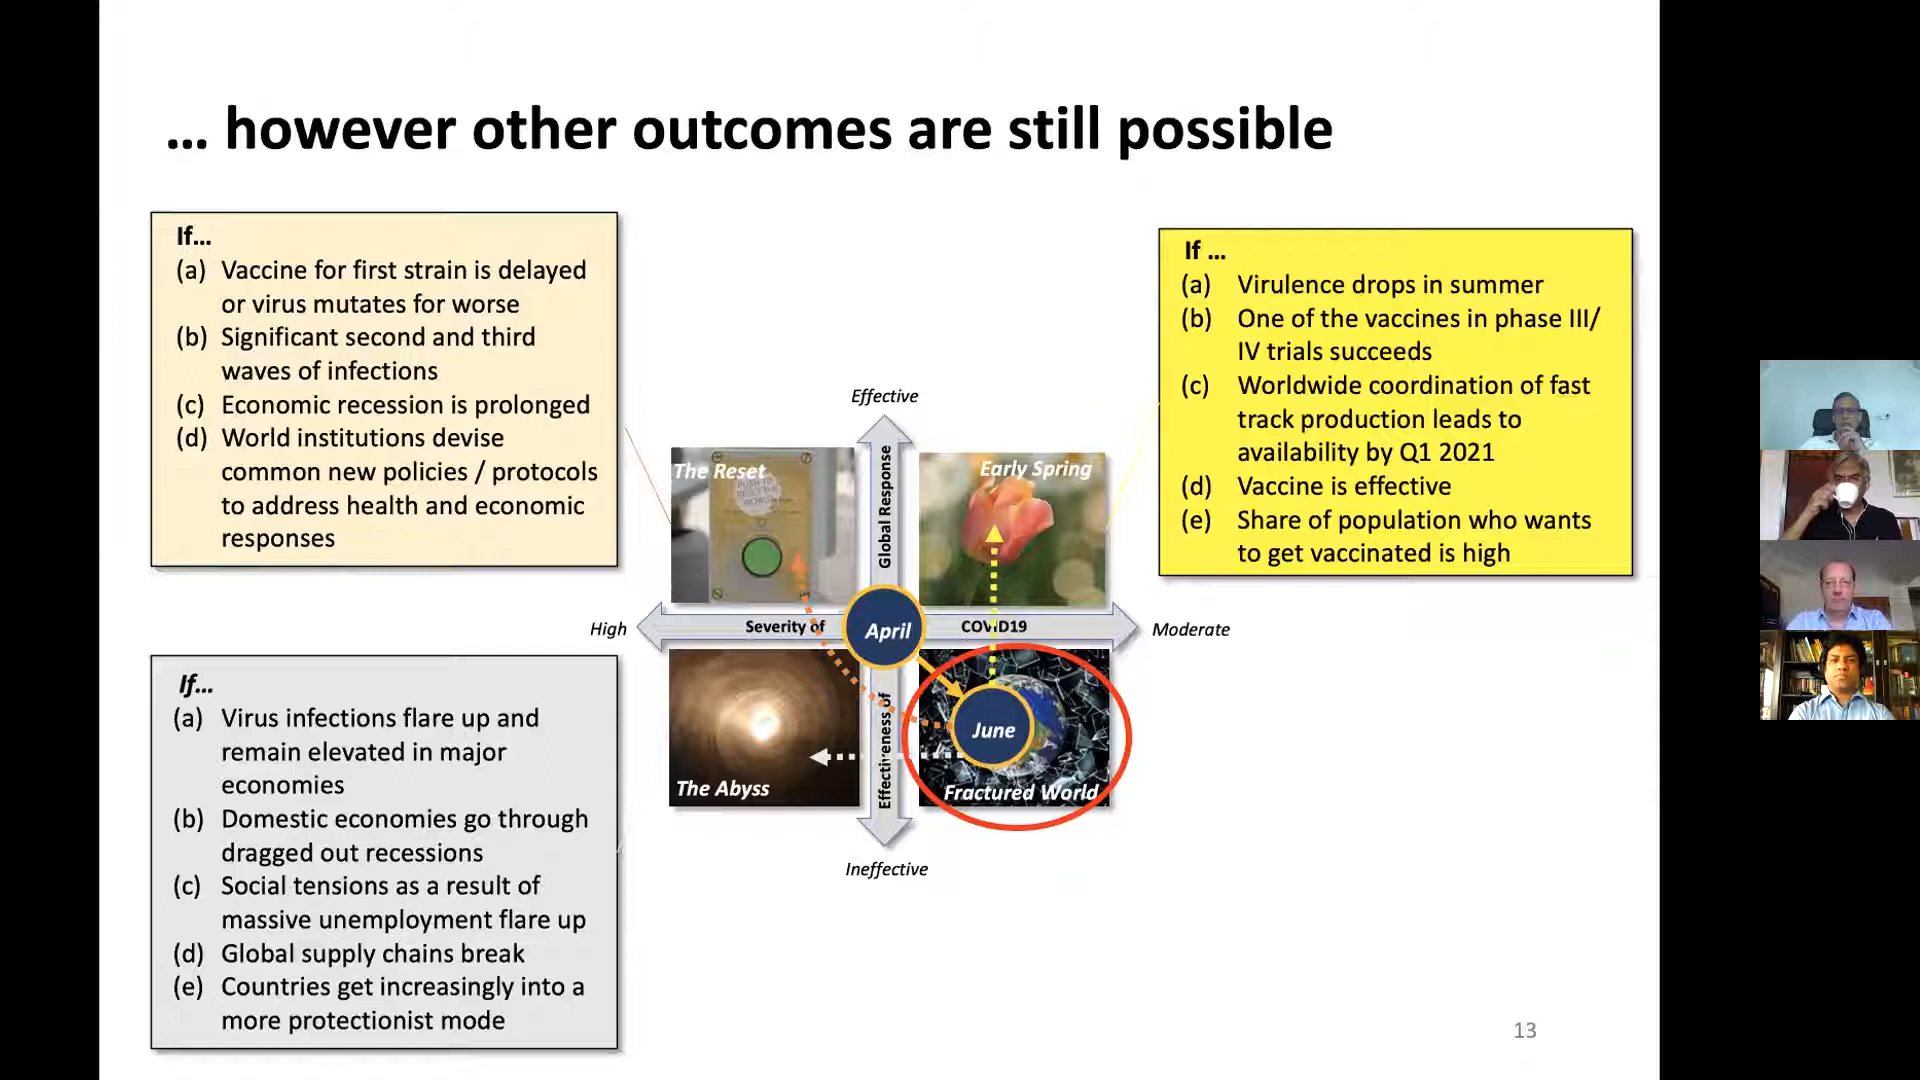 ... however other outcomes are still possible
If...
(a) Vaccine for first strain is delayed
or virus mutates for worse
(b) Significant second and third
waves of infections
(c) Economic recession is prolonged
(d) World institutions devise
common new policies / protocols
to address health and economic
responses
If ...
(a) Virulence drops in summer
(b) One of the vaccines in phase III/
IV trials succeeds
(c) Worldwide coordination of fast
track production leads to
availability by Q1 2021
(d) Vaccine is effective
(e) Share of population who wants
to get vaccinated is high
Effective
The Reset
Early Spring
Global Response
High
Severity of
April
COVID19
Moderate
Effectiveness of
June
The Abyss
Fractured World
Ineffective
If...
(a) Virus infections flare up and
remain elevated in major
economies
(b) Domestic economies go through
dragged out recessions
(c) Social tensions as a result of
massive unemployment flare up
(d) Global supply chains break
(e) Countries get increasingly into a
more protectionist mode
13